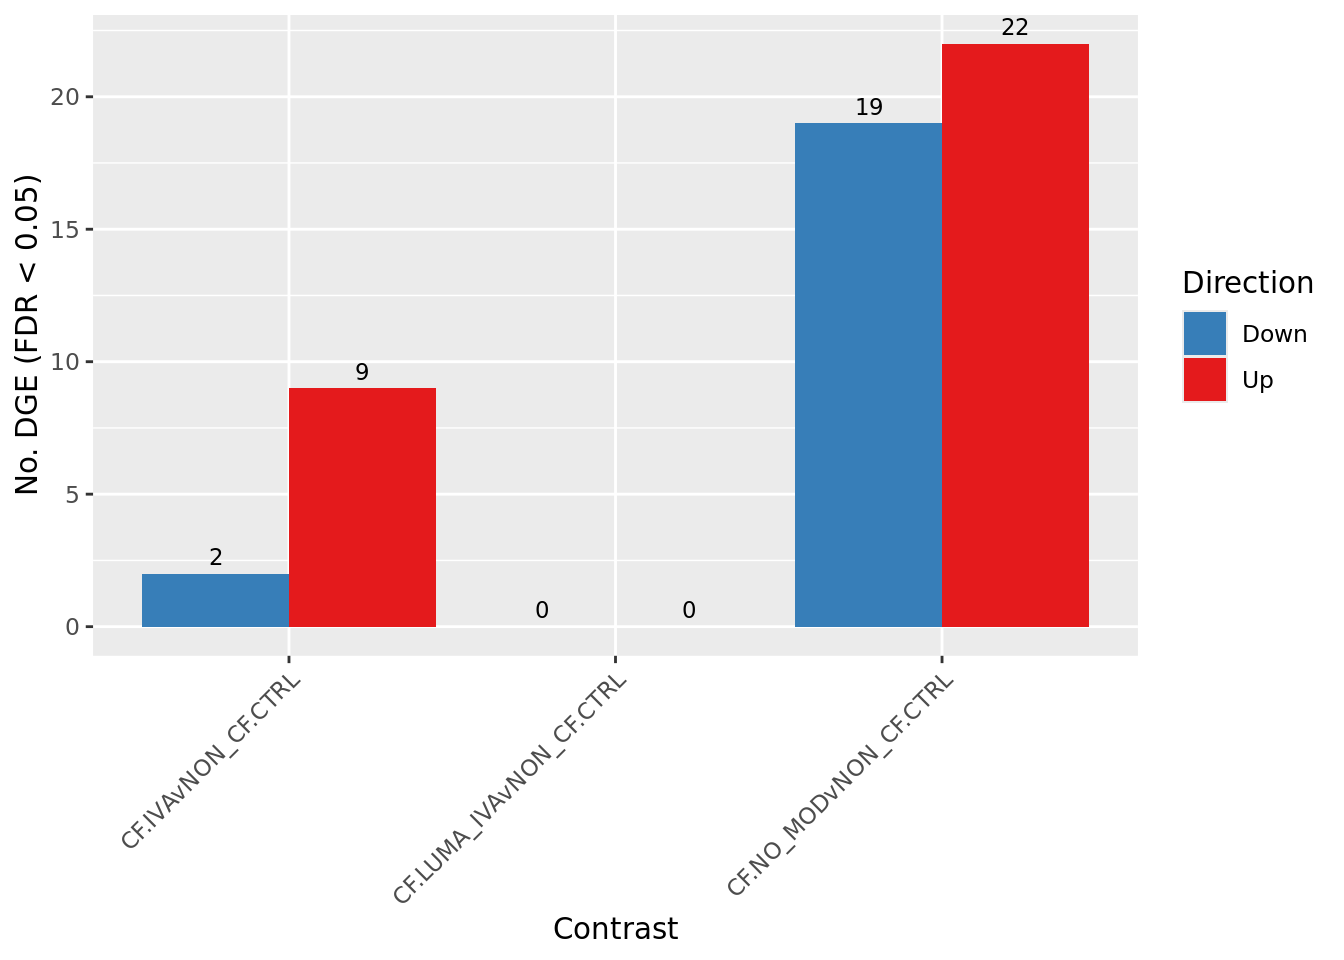 22
20
19
15
10
9
5
2
0
0
0
No. DGE (FDR < 0.05)
CF.IVAvNON_CF.CTRL
CF.LUMA_IVAvNON_CF.CTRL
CF.NO_MODvNON_CF.CTRL
Contrast
Direction
Down
Up